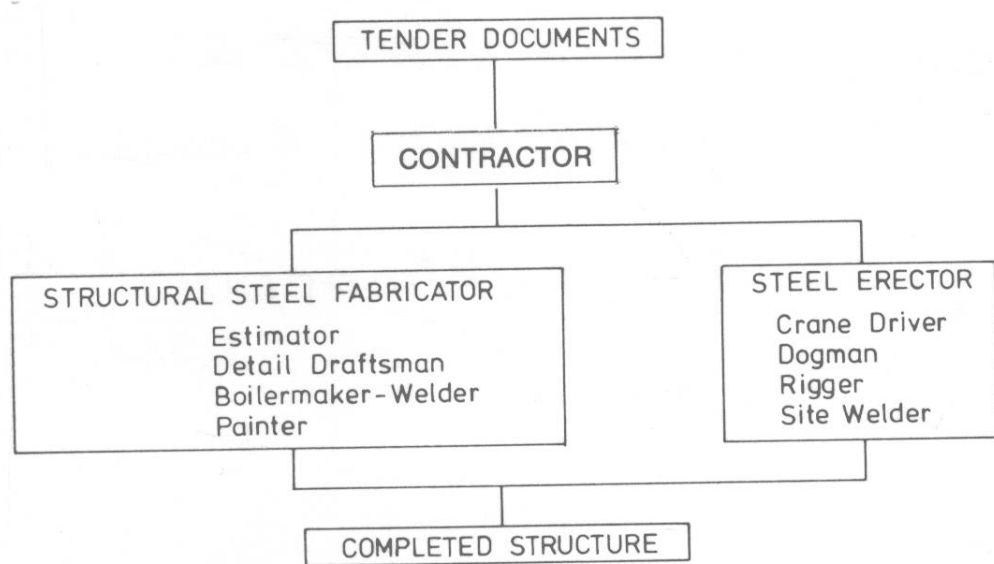 TENDER DOCUMENTS
CONTRACTOR
STRUCTURAL STEEL FABRICATOR
Estimator
Detail Draftsman
Boilermaker-Welder
Painter
STEEL ERECTOR
Crane Driver
Dogman
Rigger
Site Welder
COMPLETED STRUCTURE